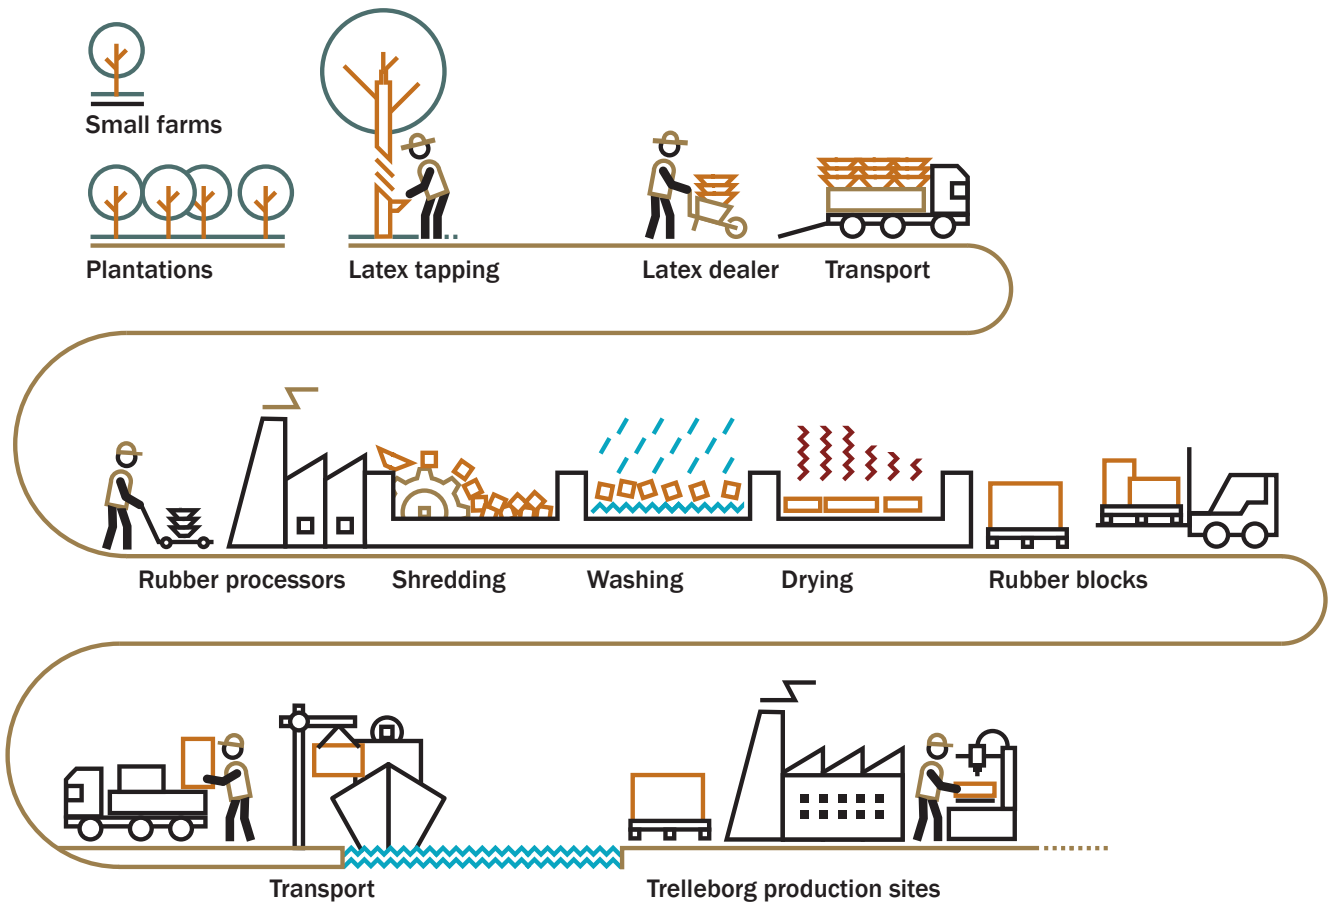 Small farms
Plantations
Latex tapping
Latex dealer
Transport
Rubber processors
Shredding
Washing
Drying
Rubber blocks
Transport
Trelleborg production sites